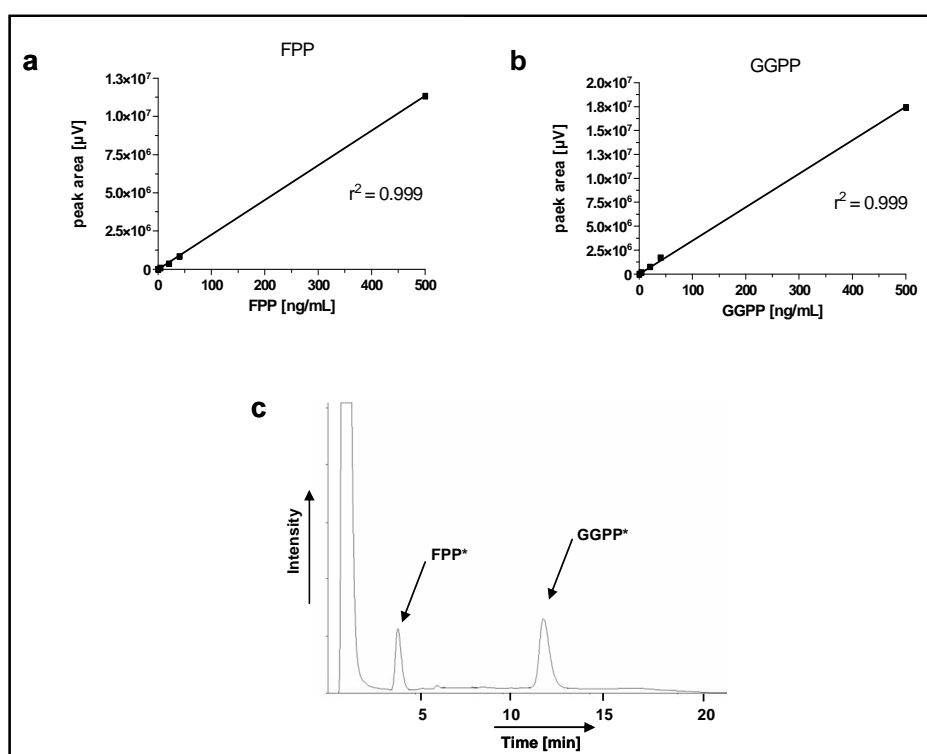 a
FPP
1.3×10⁷
1.0×10⁷
7.5×10⁶
5.0×10⁶
2.5×10⁶
0
peak area [µV]
r² = 0.999
0 100 200 300 400 500
FPP [ng/mL]
b
GGPP
2.0×10⁷
1.8×10⁷
1.5×10⁷
1.3×10⁷
1.0×10⁷
7.5×10⁶
5.0×10⁶
2.5×10⁶
0
paek area [µV]
r² = 0.999
0 100 200 300 400 500
GGPP [ng/mL]
c
Intensity
FPP*
GGPP*
5 10 15 20
Time [min]